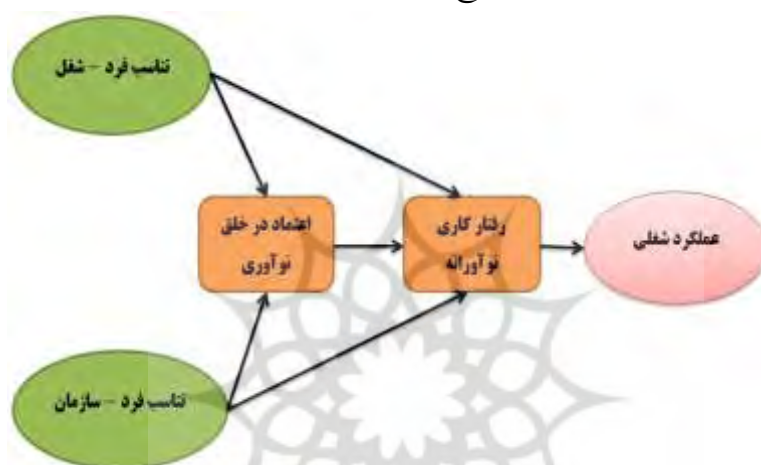 تناسب فرد – شغل
اعتماد در خلق
نوآوری
رفتار کاری
نوآورانه
عملکرد شغلی
تناسب فرد – سازمان